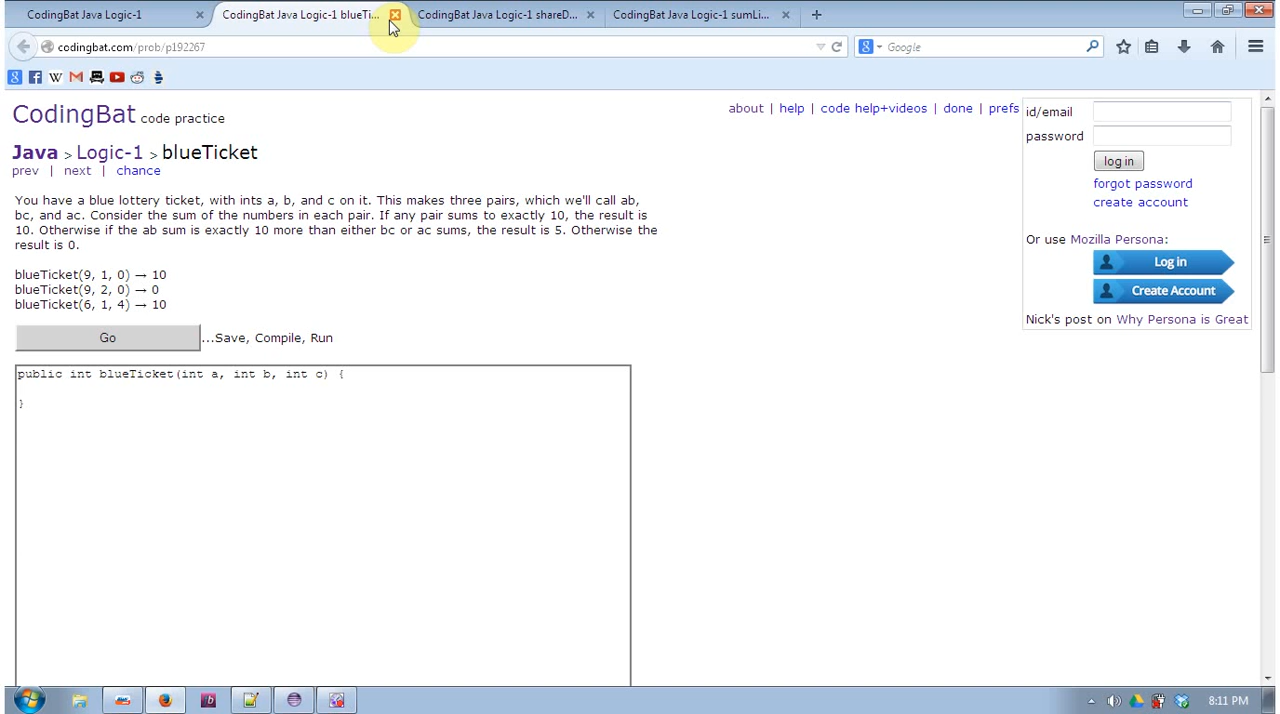 CodingBat Java Logic-1
CodingBat Java Logic-1 blueTi...
CodingBat Java Logic-1 shareD...
CodingBat Java Logic-1 sumLi...
codingbat.com/prob/p192267
Google
CodingBat code practice
about | help | code help+videos | done | prefs
id/email
password
log in
forgot password
create account
Or use Mozilla Persona:
Log in
Create Account
Nick's post on Why Persona is Great
Java > Logic-1 > blueTicket
prev | next | chance
You have a blue lottery ticket, with ints a, b, and c on it. This makes three pairs, which we'll call ab,
bc, and ac. Consider the sum of the numbers in each pair. If any pair sums to exactly 10, the result is
10. Otherwise if the ab sum is exactly 10 more than either bc or ac sums, the result is 5. Otherwise the
result is 0.
blueTicket(9, 1, 0) → 10
blueTicket(9, 2, 0) → 0
blueTicket(6, 1, 4) → 10
Go
...Save, Compile, Run
public int blueTicket(int a, int b, int c) {
}
8:11 PM